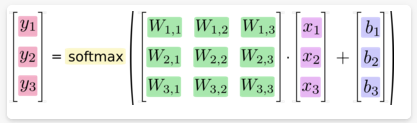 y₁ W₁,₁ W₁,₂ W₁,₃ x₁ b₁
y₂ = softmax W₂,₁ W₂,₂ W₂,₃ · x₂ + b₂
y₃ W₃,₁ W₃,₂ W₃,₃ x₃ b₃